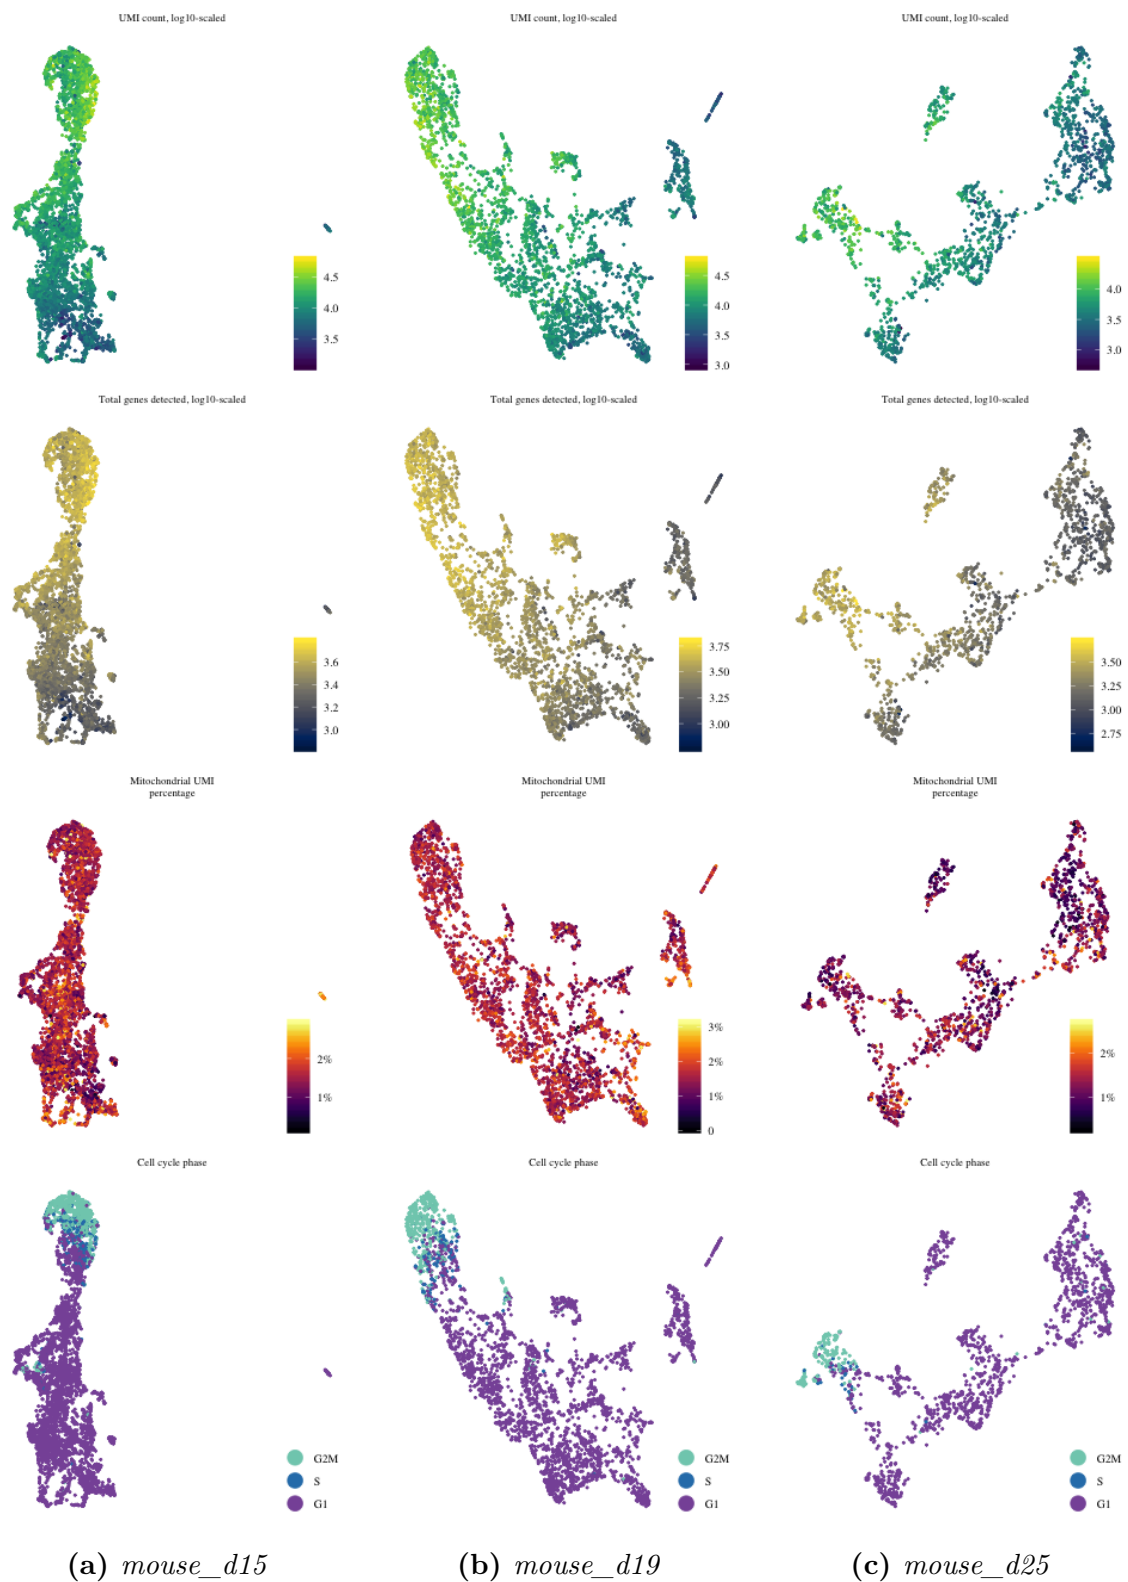 UMI count, log10-scaled
UMI count, log10-scaled
UMI count, log10-scaled
4.5
4.0
3.5
4.5
4.0
3.5
3.0
4.0
3.5
3.0
Total genes detected, log10-scaled
Total genes detected, log10-scaled
Total genes detected, log10-scaled
3.6
3.4
3.2
3.0
3.75
3.50
3.25
3.00
3.50
3.25
3.00
2.75
Mitochondrial UMI
percentage
Mitochondrial UMI
percentage
Mitochondrial UMI
percentage
2%
1%
3%
2%
1%
0
2%
1%
Cell cycle phase
Cell cycle phase
Cell cycle phase
G2M
S
G1
G2M
S
G1
G2M
S
G1
(a) mouse_d15
(b) mouse_d19
(c) mouse_d25